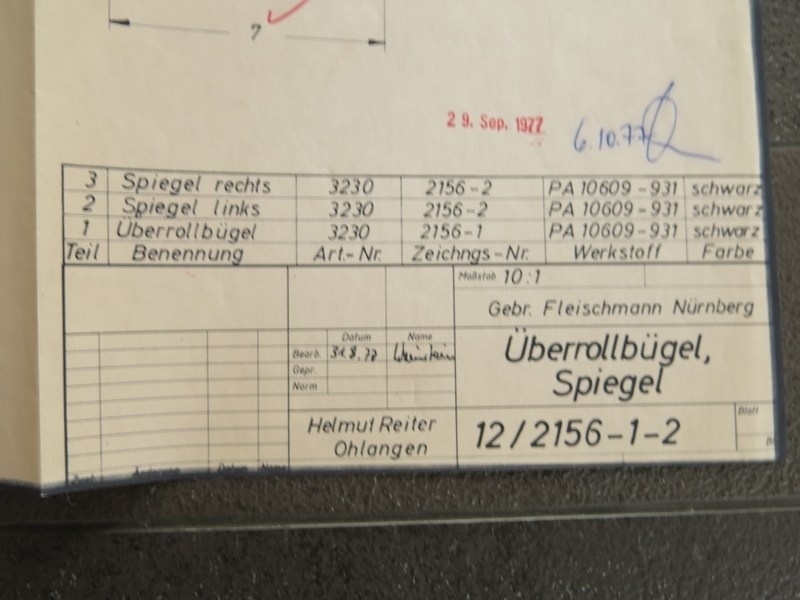 7
29. Sep. 1977
6.10.77
3 Spiegel rechts 3230 2156-2 PA 10609-931 schwarz
2 Spiegel links 3230 2156-2 PA 10609-931 schwarz
1 Überrollbügel 3230 2156-1 PA 10609-931 schwarz
Teil Benennung Art.-Nr. Zeichngs-Nr. Werkstoff Farbe
Maßstab 10:1
Gebr. Fleischmann Nürnberg
Datum Name
Bearb. 31.8.77
Gepr.
Norm
Überrollbügel,
Spiegel
Helmut Reiter
Ohlangen
12/2156-1-2
Blatt
Änderung Datum Name